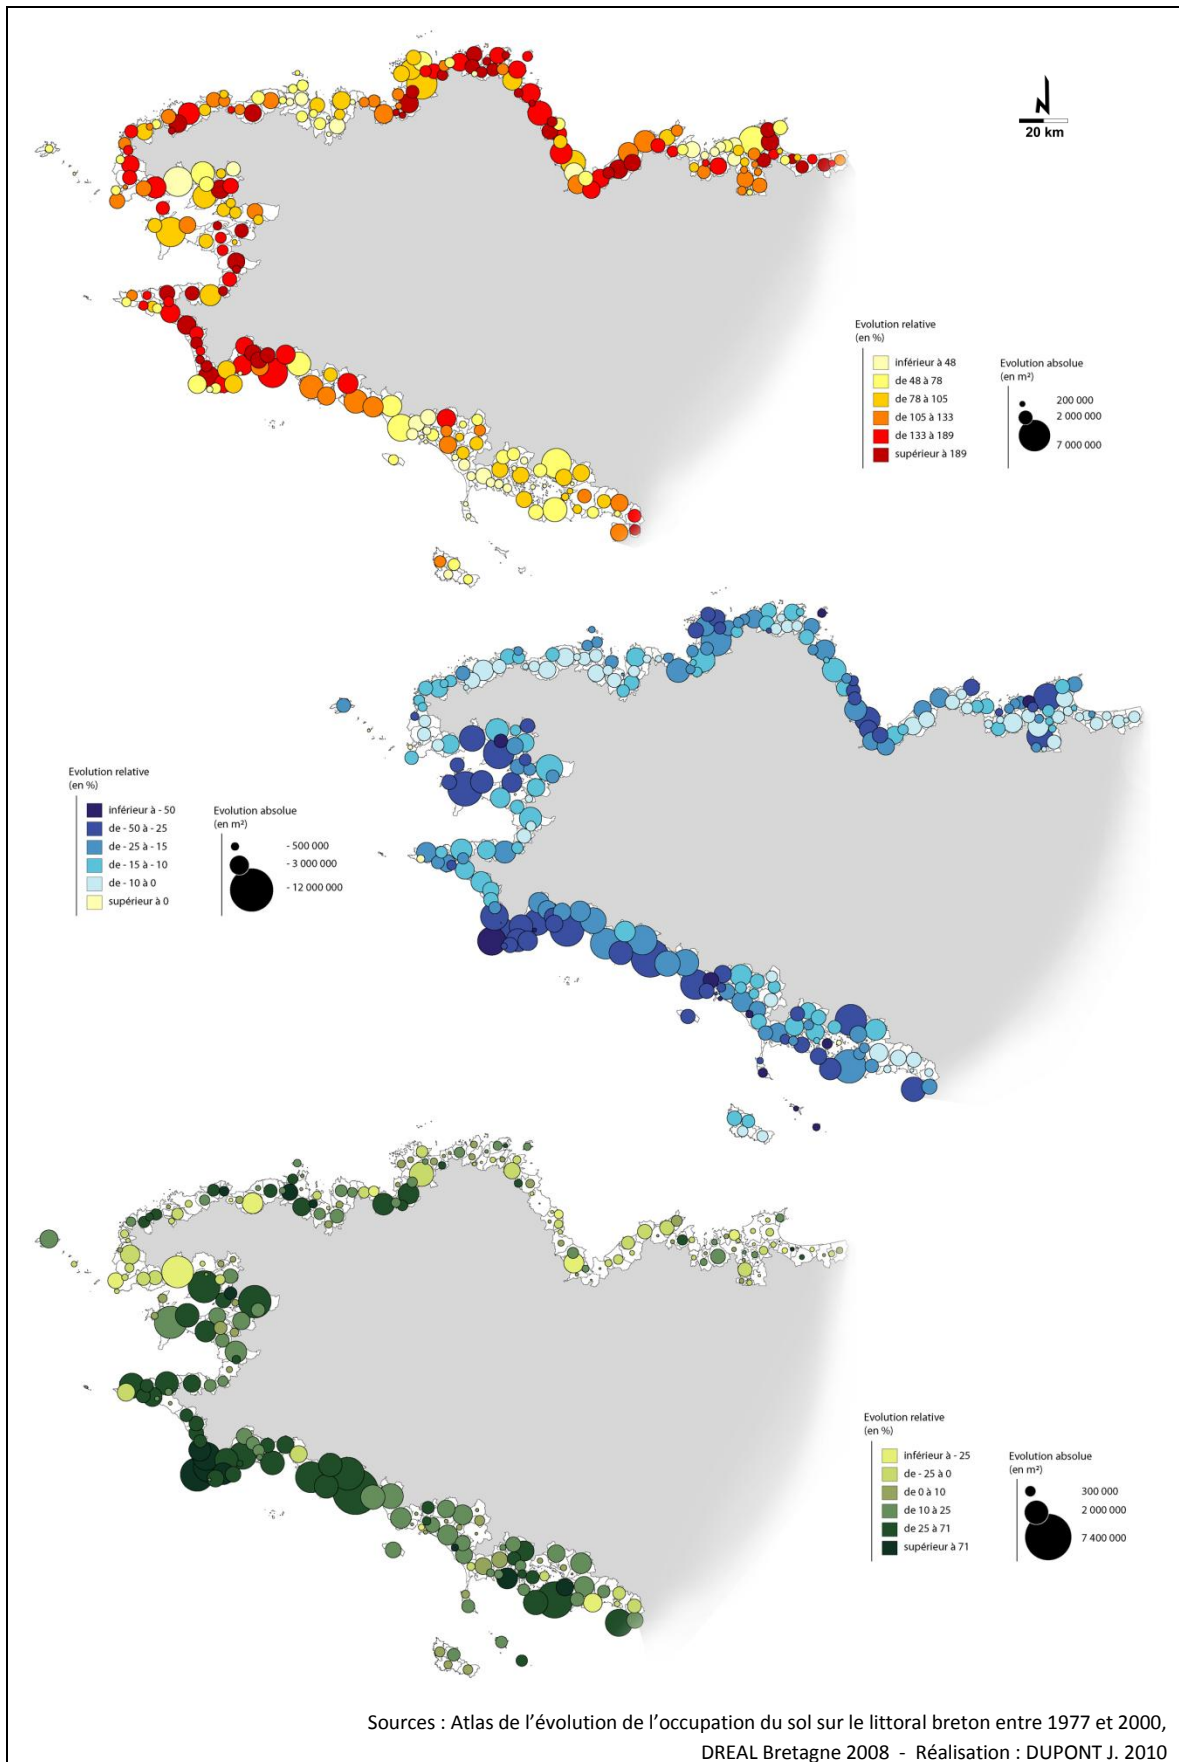 N
20 km
Evolution relative
(en %)
inférieur à 48
de 48 à 78
de 78 à 105
de 105 à 133
de 133 à 189
supérieur à 189
Evolution absolue
(en m²)
200 000
2 000 000
7 000 000
Evolution relative
(en %)
inférieur à - 50
de - 50 à - 25
de - 25 à - 15
de - 15 à - 10
de - 10 à 0
supérieur à 0
Evolution absolue
(en m²)
- 500 000
- 3 000 000
- 12 000 000
Evolution relative
(en %)
inférieur à - 25
de - 25 à 0
de 0 à 10
de 10 à 25
de 25 à 71
supérieur à 71
Evolution absolue
(en m²)
300 000
2 000 000
7 400 000
Sources : Atlas de l'évolution de l'occupation du sol sur le littoral breton entre 1977 et 2000,
DREAL Bretagne 2008 - Réalisation : DUPONT J. 2010